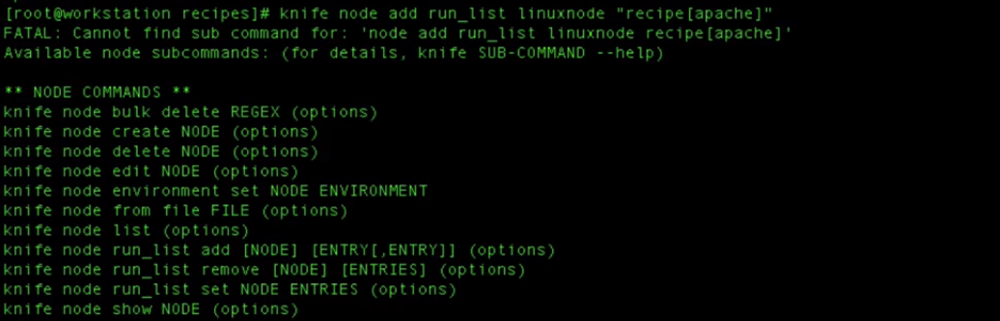 [root@workstation recipes]# knife node add run_list linuxnode "recipe[apache]"
FATAL: Cannot find sub command for: 'node add run_list linuxnode recipe[apache]'
Available node subcommands: (for details, knife SUB-COMMAND --help)

** NODE COMMANDS **
knife node bulk delete REGEX (options)
knife node create NODE (options)
knife node delete NODE (options)
knife node edit NODE (options)
knife node environment set NODE ENVIRONMENT
knife node from file FILE (options)
knife node list (options)
knife node run_list add [NODE] [ENTRY[,ENTRY]] (options)
knife node run_list remove [NODE] [ENTRIES] (options)
knife node run_list set NODE ENTRIES (options)
knife node show NODE (options)